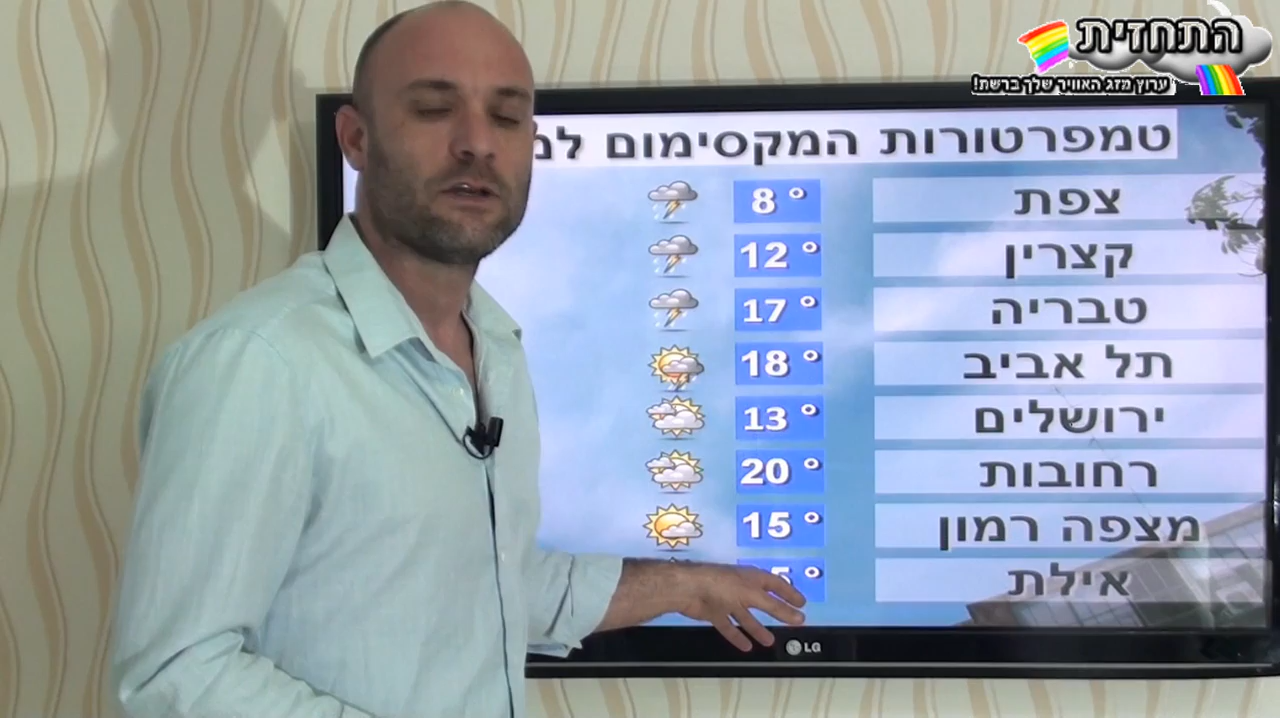 התחזית
ערוץ מזג האוויר שלך ברשת!
טמפרטורות המקסימום
צפת 8°
קצרין 12°
טבריה 17°
תל אביב 18°
ירושלים 13°
רחובות 20°
מצפה רמון 15°
אילת
LG